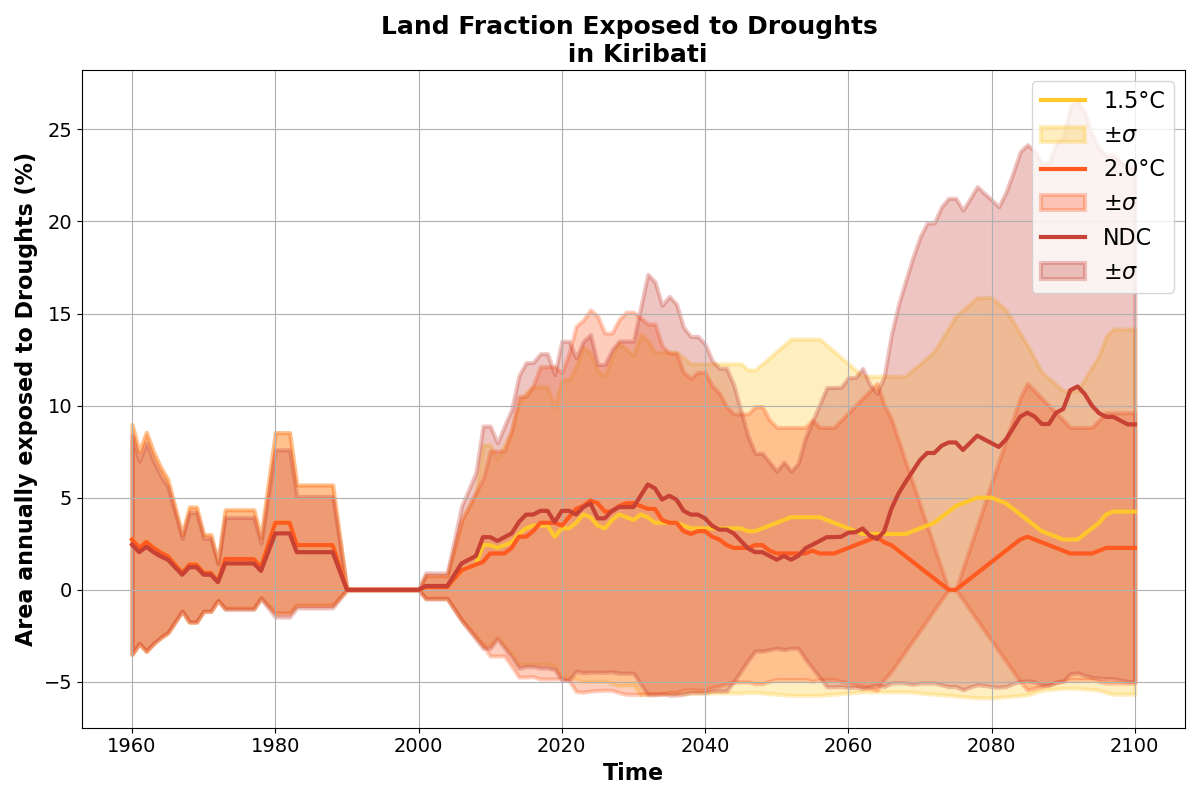 Land Fraction Exposed to Droughts
in Kiribati
Area annually exposed to Droughts (%)
25
20
15
10
5
0
−5
1960
1980
2000
2020
2040
2060
2080
2100
Time
1.5°C
±σ
2.0°C
±σ
NDC
±σ